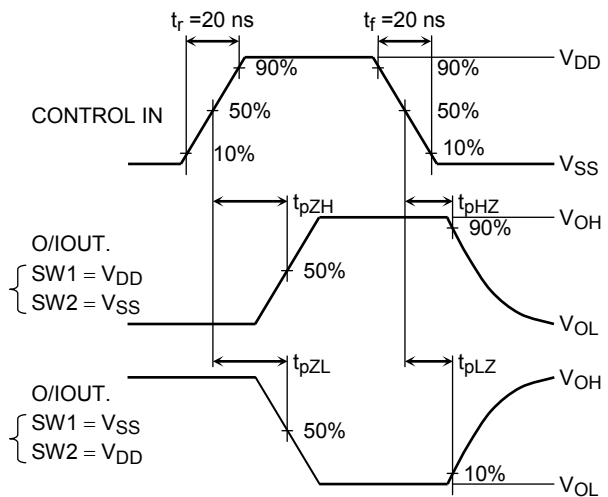 tr =20 ns
tf =20 ns
90%
90%
VDD
CONTROL IN
50%
50%
10%
10%
VSS
tpZH
tpHZ
VOH
O/IOUT.
90%
SW1 = VDD
50%
SW2 = VSS
VOL
tpZL
tpLZ
VOH
O/IOUT.
SW1 = VSS
50%
SW2 = VDD
10%
VOL